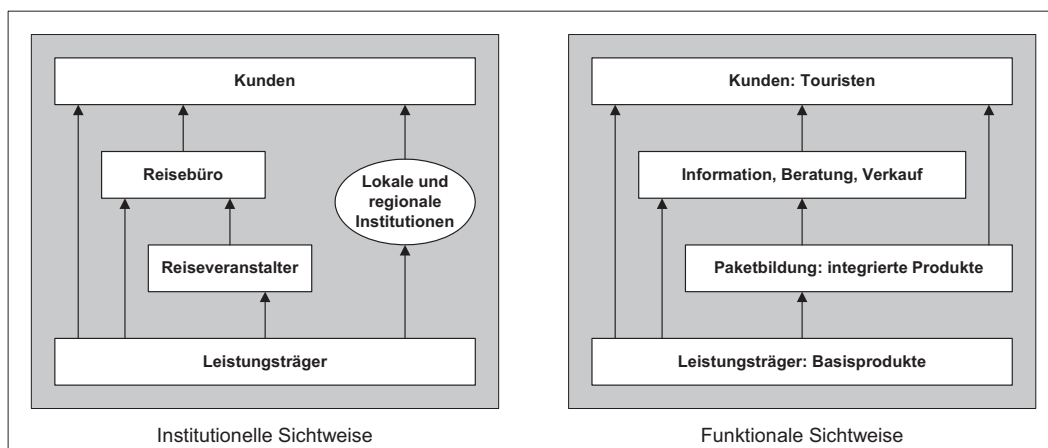 Kunden
Reisebüro
Lokale und
regionale
Institutionen
Reiseveranstalter
Leistungsträger
Institutionelle Sichtweise
Kunden: Touristen
Information, Beratung, Verkauf
Paketbildung: integrierte Produkte
Leistungsträger: Basisprodukte
Funktionale Sichtweise